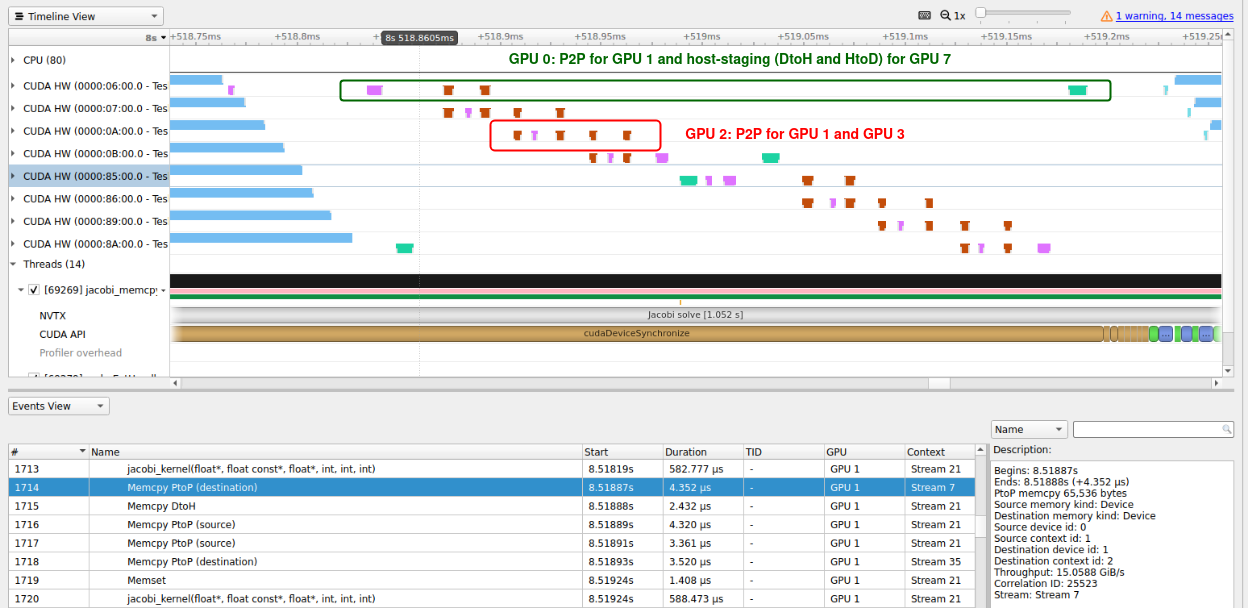 Timeline View
1x
1 warning, 14 messages
8s
+518.75ms
+518.8ms
8s 518.8605ms
+518.9ms
+518.95ms
+519ms
+519.05ms
+519.1ms
+519.15ms
+519.2ms
+519.25
CPU (80)
GPU 0: P2P for GPU 1 and host-staging (DtoH and HtoD) for GPU 7
CUDA HW (0000:06:00.0 - Tes
CUDA HW (0000:07:00.0 - Tes
CUDA HW (0000:0A:00.0 - Tes
GPU 2: P2P for GPU 1 and GPU 3
CUDA HW (0000:0B:00.0 - Tes
CUDA HW (0000:85:00.0 - Tes
CUDA HW (0000:86:00.0 - Tes
CUDA HW (0000:89:00.0 - Tes
CUDA HW (0000:8A:00.0 - Tes
Threads (14)
[69269] jacobi_memcpy
NVTX
Jacobi solve [1.052 s]
CUDA API
cudaDeviceSynchronize
...
...
...
Profiler overhead
Events View
Name
# Name Start Duration TID GPU Context
1713 jacobi_kernel(float*, float const*, float*, int, int, int) 8.51819s 582.777 μs - GPU 1 Stream 21
1714 Memcpy PtoP (destination) 8.51887s 4.352 μs - GPU 1 Stream 7
1715 Memcpy DtoH 8.51888s 2.432 μs - GPU 1 Stream 21
1716 Memcpy PtoP (source) 8.51889s 4.320 μs - GPU 1 Stream 21
1717 Memcpy PtoP (source) 8.51891s 3.361 μs - GPU 1 Stream 21
1718 Memcpy PtoP (destination) 8.51893s 3.520 μs - GPU 1 Stream 35
1719 Memset 8.51924s 1.408 μs - GPU 1 Stream 21
1720 jacobi_kernel(float*, float const*, float*, int, int, int) 8.51924s 588.473 μs - GPU 1 Stream 21
Description:
Begins: 8.51887s
Ends: 8.51888s (+4.352 μs)
PtoP memcpy 65,536 bytes
Source memory kind: Device
Destination memory kind: Device
Source device id: 0
Source context id: 1
Destination device id: 1
Destination context id: 2
Throughput: 15.0588 GiB/s
Correlation ID: 25523
Stream: Stream 7